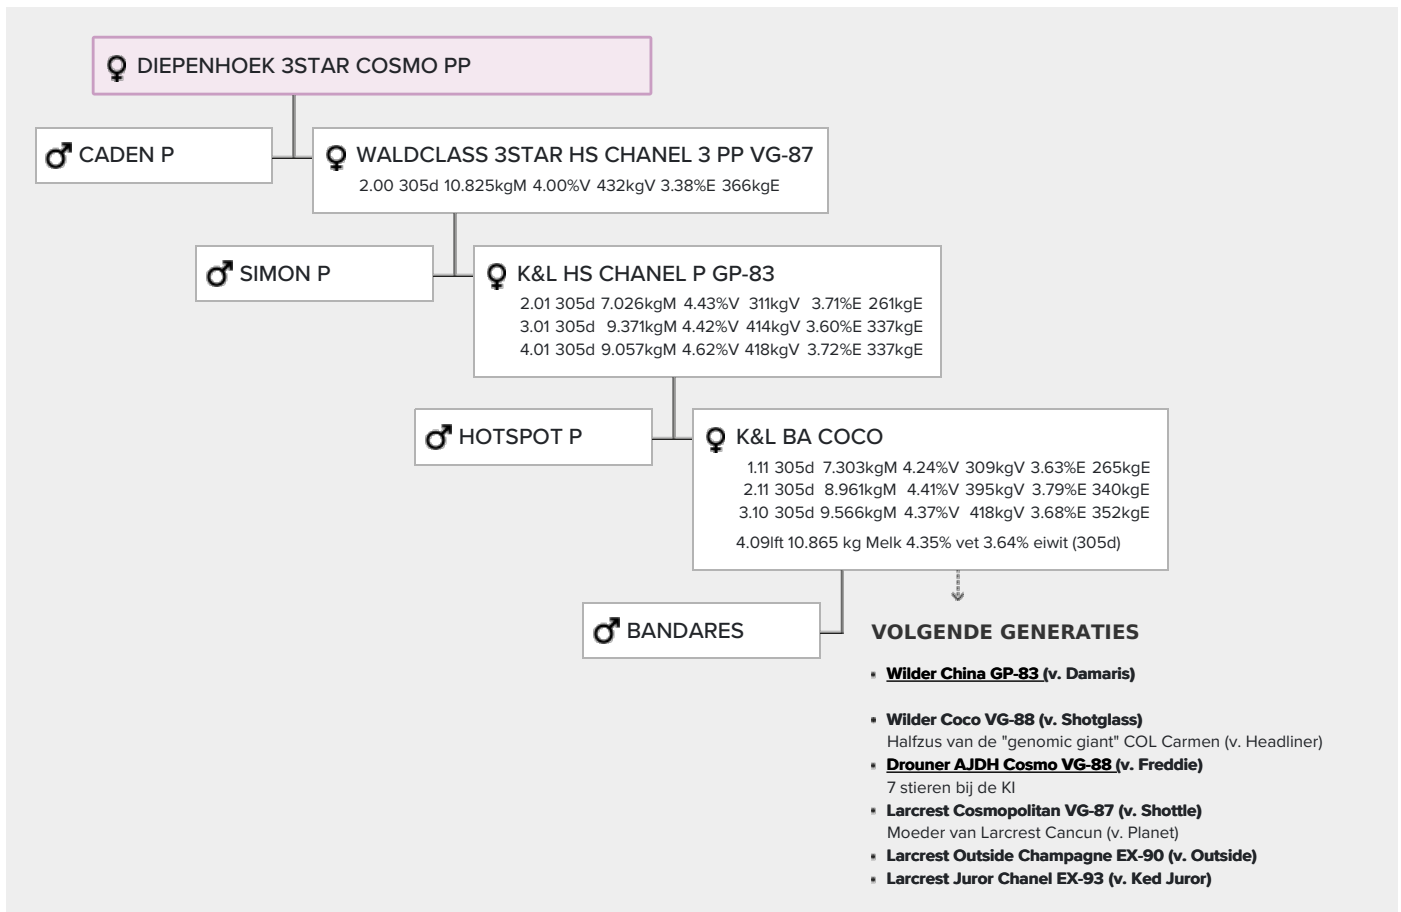 DIEPENHOEK 3STAR COSMO PP
CADEN P
WALDCLASS 3STAR HS CHANEL 3 PP VG-87
2.00 305d 10.825kgM 4.00%V 432kgV 3.38%E 366kgE
SIMON P
K&L HS CHANEL P GP-83
2.01 305d 7.026kgM 4.43%V 311kgV 3.71%E 261kgE
3.01 305d 9.371kgM 4.42%V 414kgV 3.60%E 337kgE
4.01 305d 9.057kgM 4.62%V 418kgV 3.72%E 337kgE
HOTSPOT P
K&L BA COCO
1.11 305d 7.303kgM 4.24%V 309kgV 3.63%E 265kgE
2.11 305d 8.961kgM 4.41%V 395kgV 3.79%E 340kgE
3.10 305d 9.566kgM 4.37%V 418kgV 3.68%E 352kgE
4.09lft 10.865 kg Melk 4.35% vet 3.64% eiwit (305d)
BANDARES
VOLGENDE GENERATIES
Wilder China GP-83 (v. Damaris)
Wilder Coco VG-88 (v. Shotglass)
Halfzus van de "genomic giant" COL Carmen (v. Headliner)
Drouner AJDH Cosmo VG-88 (v. Freddie)
7 stieren bij de KI
Larcrest Cosmopolitan VG-87 (v. Shottle)
Moeder van Larcrest Cancun (v. Planet)
Larcrest Outside Champagne EX-90 (v. Outside)
Larcrest Juror Chanel EX-93 (v. Ked Juror)